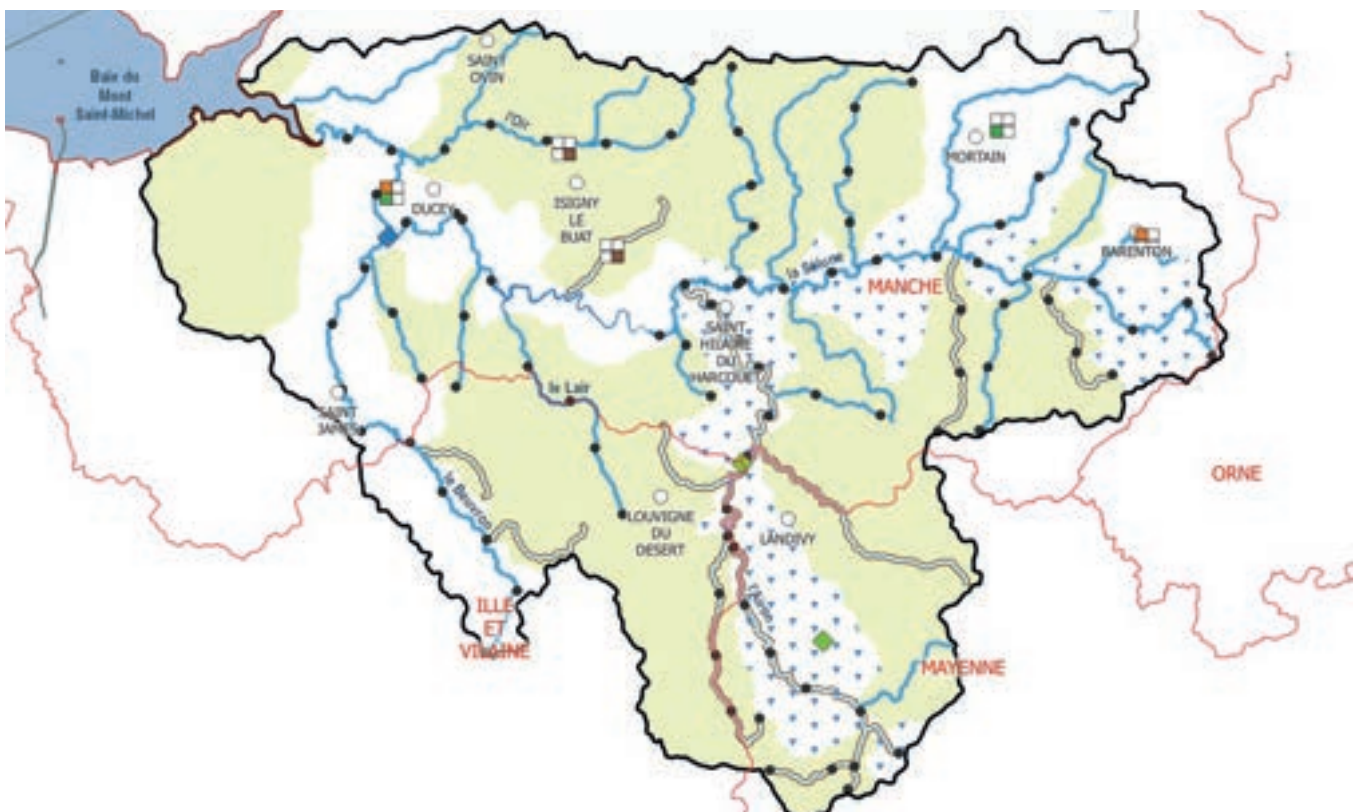 Baie du
Mont
Saint-Michel
SAINT
OVIN
l'Oir
MORTAIN
DUCEY
ISIGNY
LE
BUAT
BARENTON
la Sélune
MANCHE
SAINT
HILAIRE
DU
HARCOUET
le Lair
SAINT
JAMES
le Beuvron
ORNE
LOUVIGNE
DU
DESERT
LANDIVY
l'Airon
ILLE
ET
VILAINE
MAYENNE